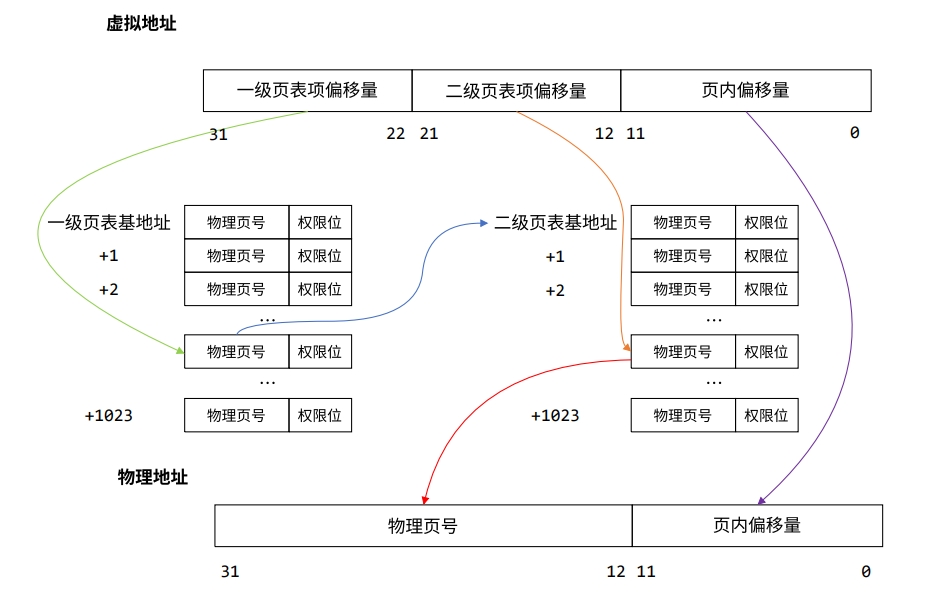 虚拟地址
一级页表项偏移量 二级页表项偏移量 页内偏移量
31 22 21 12 11 0
一级页表基地址 物理页号 权限位 二级页表基地址 物理页号 权限位
+1 物理页号 权限位 +1 物理页号 权限位
+2 物理页号 权限位 +2 物理页号 权限位
… …
物理页号 权限位 物理页号 权限位
… …
+1023 物理页号 权限位 +1023 物理页号 权限位
物理地址
物理页号 页内偏移量
31 12 11 0